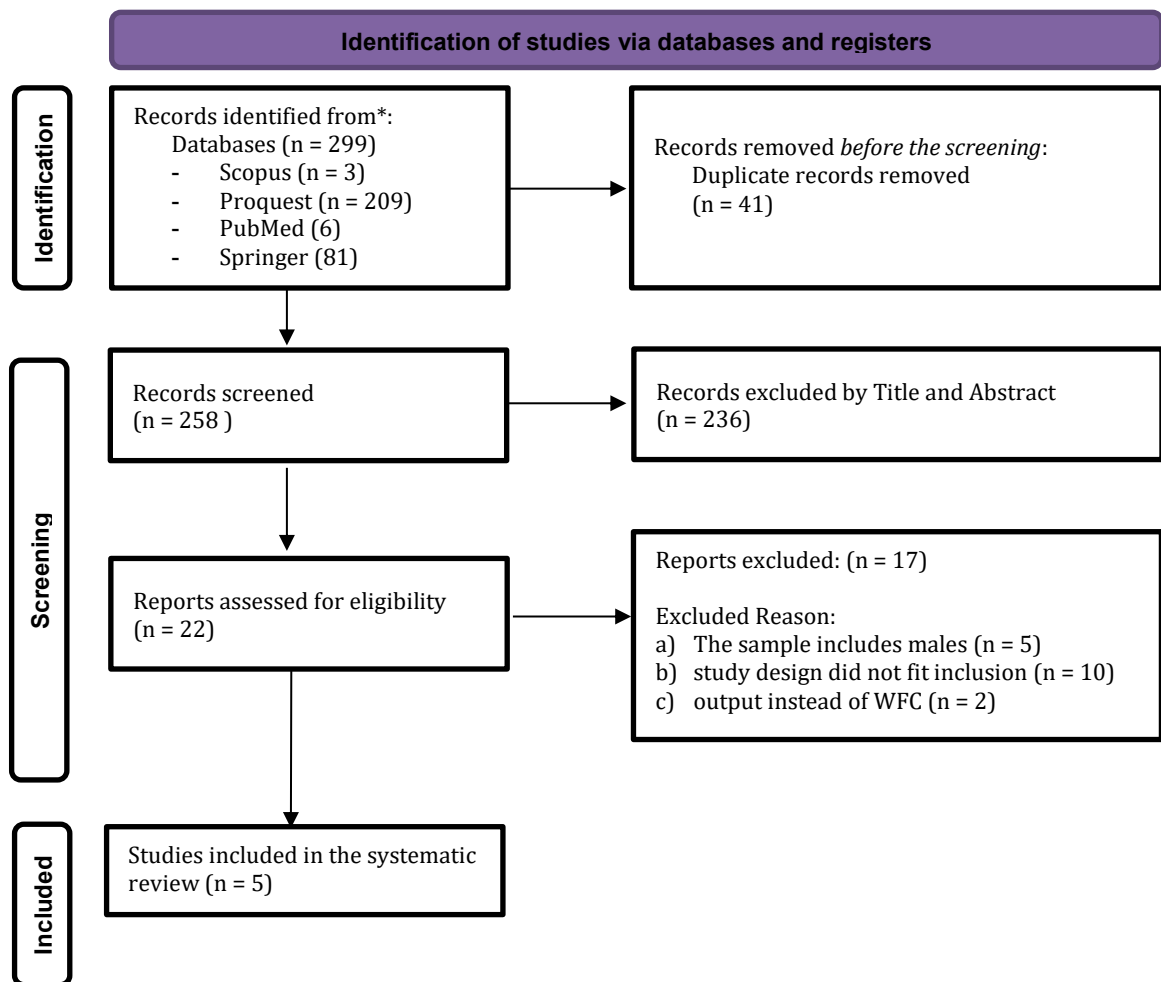 Identification of studies via databases and registers
Identification
Records identified from*:
Databases (n = 299)
- Scopus (n = 3)
- Proquest (n = 209)
- PubMed (6)
- Springer (81)
Records removed before the screening:
Duplicate records removed
(n = 41)
Screening
Records screened
(n = 258 )
Records excluded by Title and Abstract
(n = 236)
Reports assessed for eligibility
(n = 22)
Reports excluded: (n = 17)
Excluded Reason:
a) The sample includes males (n = 5)
b) study design did not fit inclusion (n = 10)
c) output instead of WFC (n = 2)
Included
Studies included in the systematic
review (n = 5)